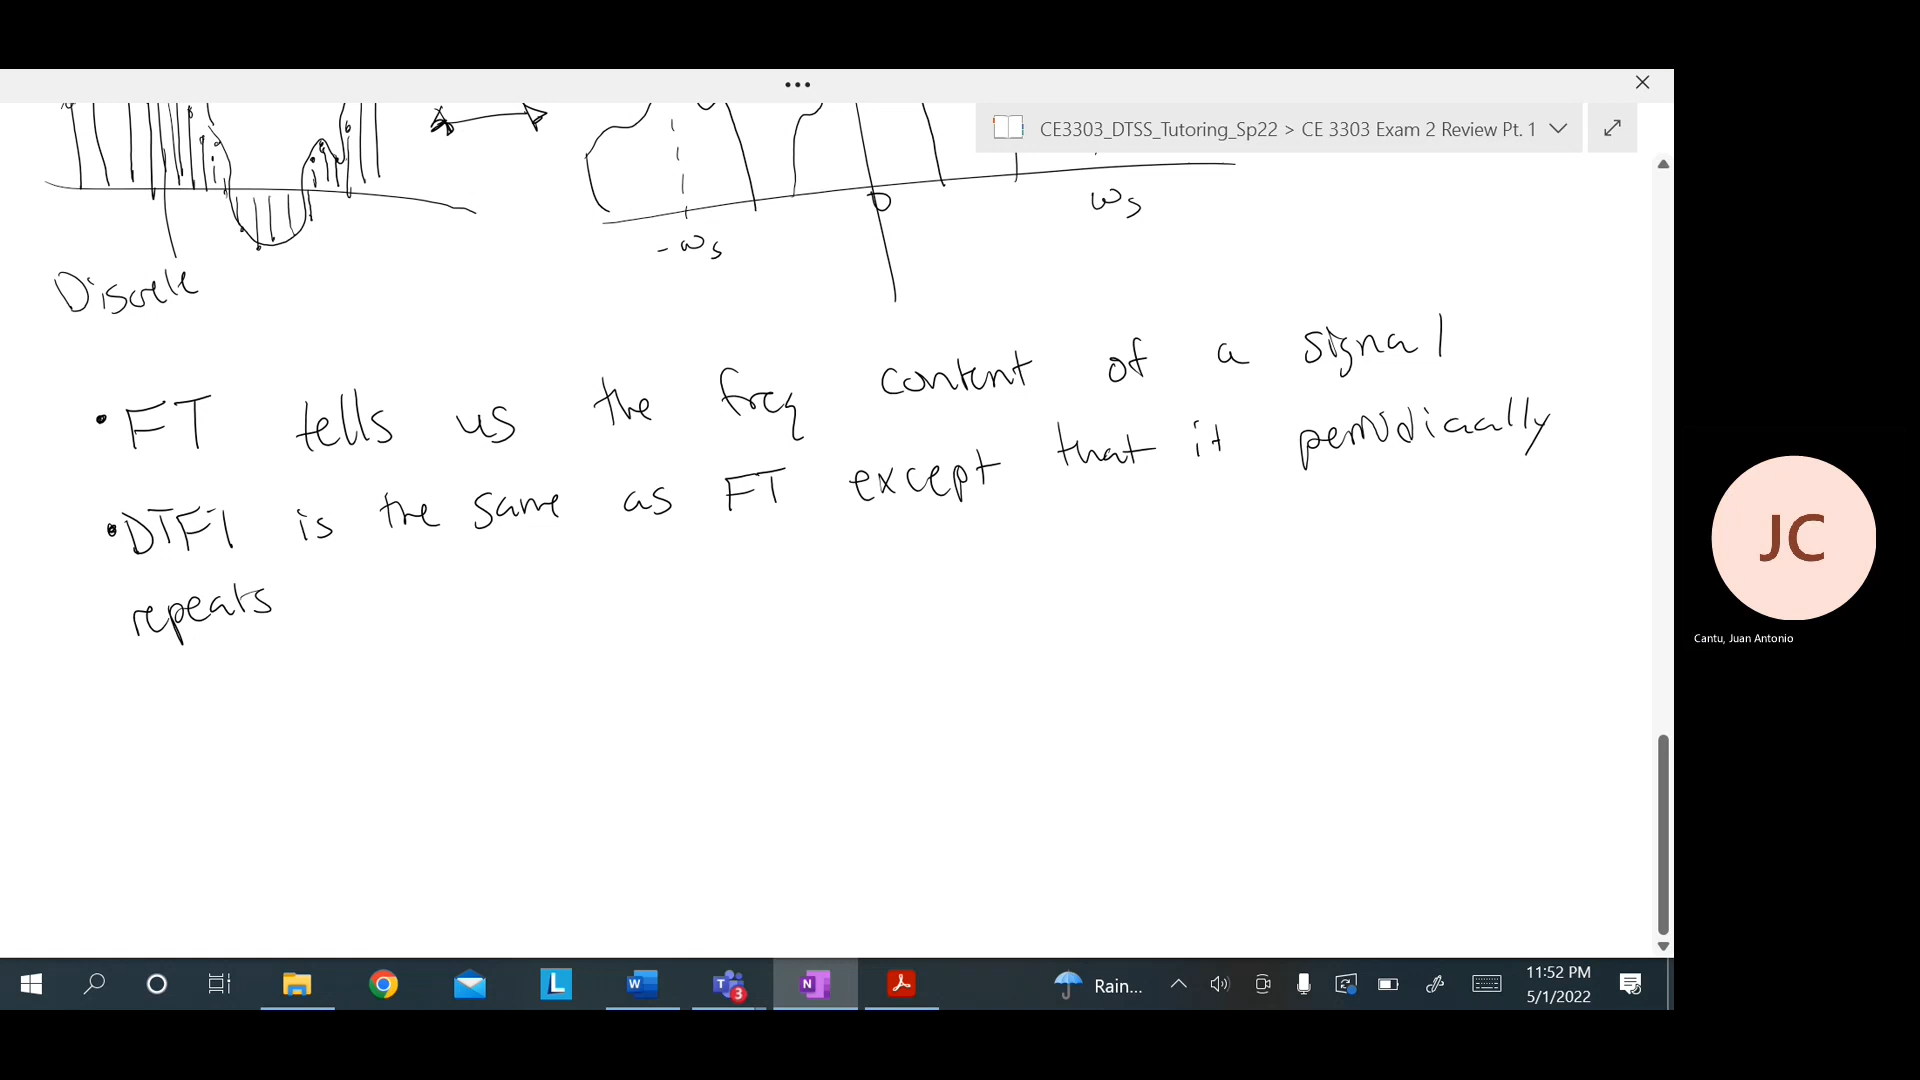 CE3303_DTSS_Tutoring_Sp22 > CE 3303 Exam 2 Review Pt. 1
0
ωs
-ωs
Discrete
• FT tells us the freq content of a signal
• DTFT is the same as FT except that it periodically
repeats
JC
Cantu, Juan Antonio
Rain...
11:52 PM
5/1/2022
3
L
W
T
N